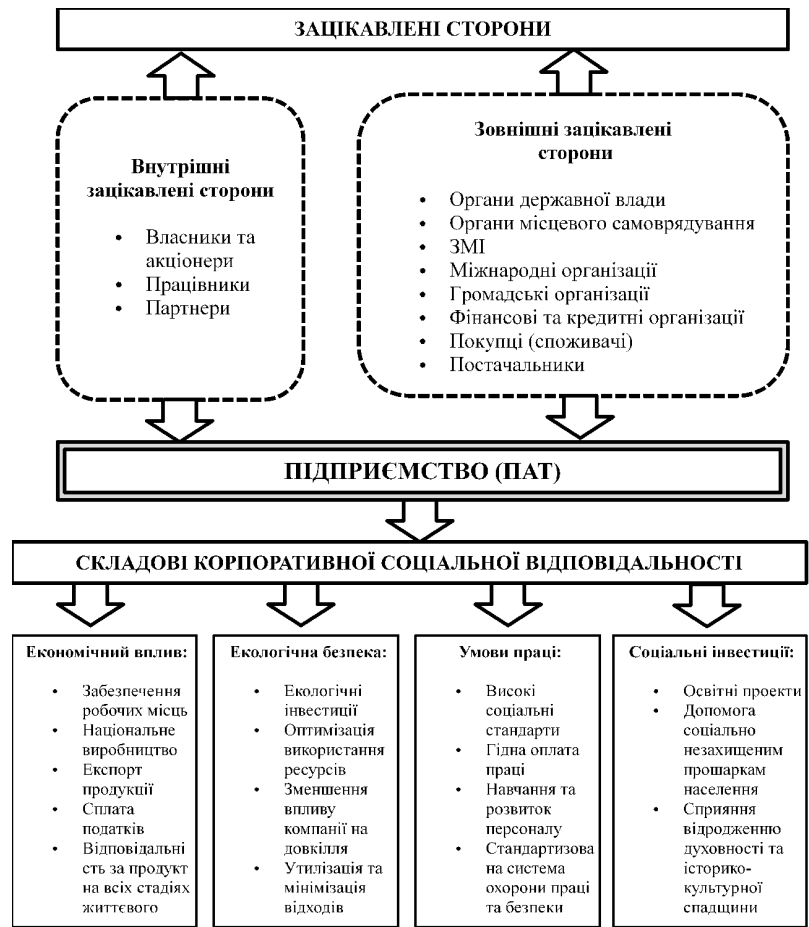 ЗАЦІКАВЛЕНІ СТОРОНИ
Внутрішні
зацікавлені сторони
• Власники та
акціонери
• Працівники
• Партнери
Зовнішні зацікавлені
сторони
• Органи державної влади
• Органи місцевого самоврядування
• ЗМІ
• Міжнародні організації
• Громадські організації
• Фінансові та кредитні організації
• Покупці (споживачі)
• Постачальники
ПІДПРИЄМСТВО (ПАТ)
СКЛАДОВІ КОРПОРАТИВНОЇ СОЦІАЛЬНОЇ ВІДПОВІДАЛЬНОСТІ
Економічний вплив:
• Забезпечення
робочих місць
• Національне
виробництво
• Експорт
продукції
• Сплата
податків
• Відповідальні
сть за продукт
на всіх стадіях
життєвого
Екологічна безпека:
• Екологічні
інвестиції
• Оптимізація
використання
ресурсів
• Зменшення
впливу
компанії на
довкілля
• Утилізація та
мінімізація
відходів
Умови праці:
• Високі
соціальні
стандарти
• Гідна оплата
праці
• Навчання та
розвиток
персоналу
• Стандартизова
на система
охорони праці
та безпеки
Соціальні інвестиції:
• Освітні проекти
• Допомога
соціально
незахищеним
прошаркам
населення
• Сприяння
відродженню
духовності та
історико-
культурної
спадщини